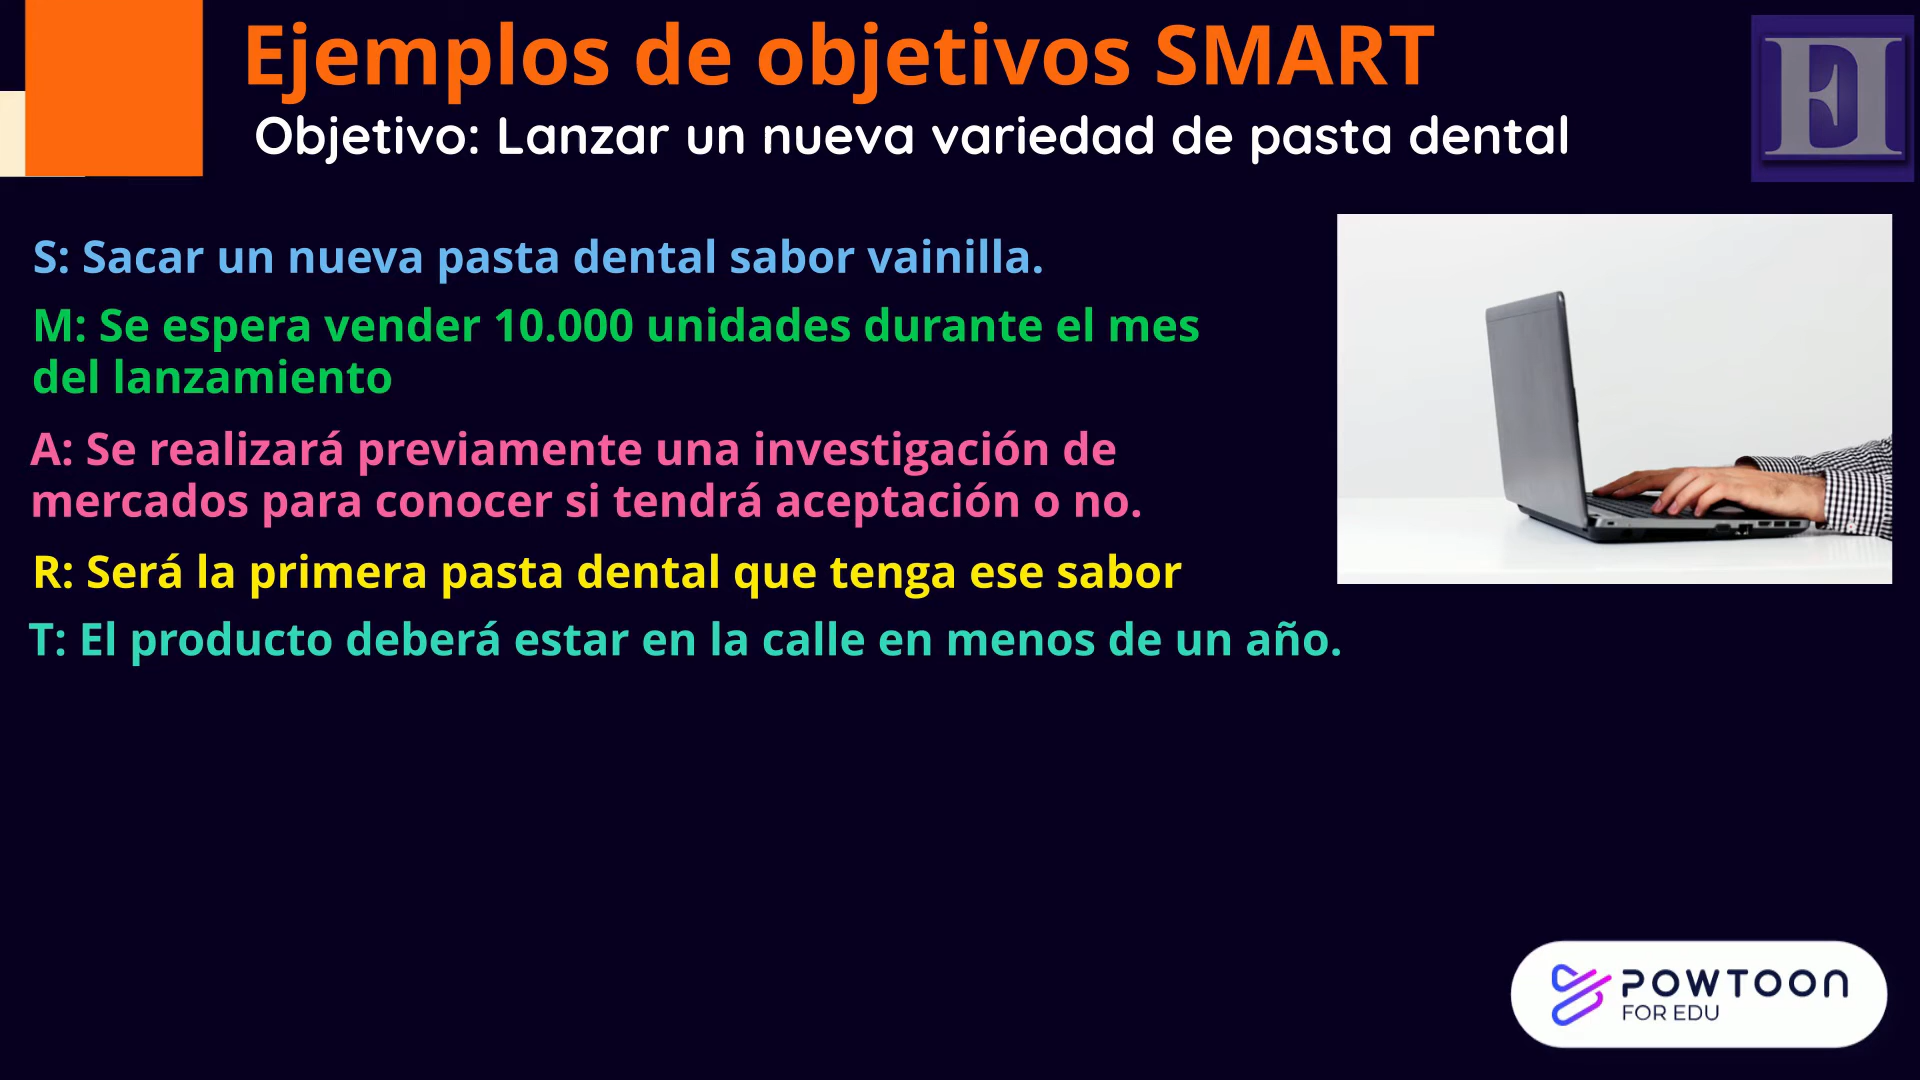 Ejemplos de objetivos SMART
Objetivo: Lanzar un nueva variedad de pasta dental
EI
S: Sacar un nueva pasta dental sabor vainilla.
M: Se espera vender 10.000 unidades durante el mes
del lanzamiento
A: Se realizará previamente una investigación de
mercados para conocer si tendrá aceptación o no.
R: Será la primera pasta dental que tenga ese sabor
T: El producto deberá estar en la calle en menos de un año.
POWTOON
FOR EDU